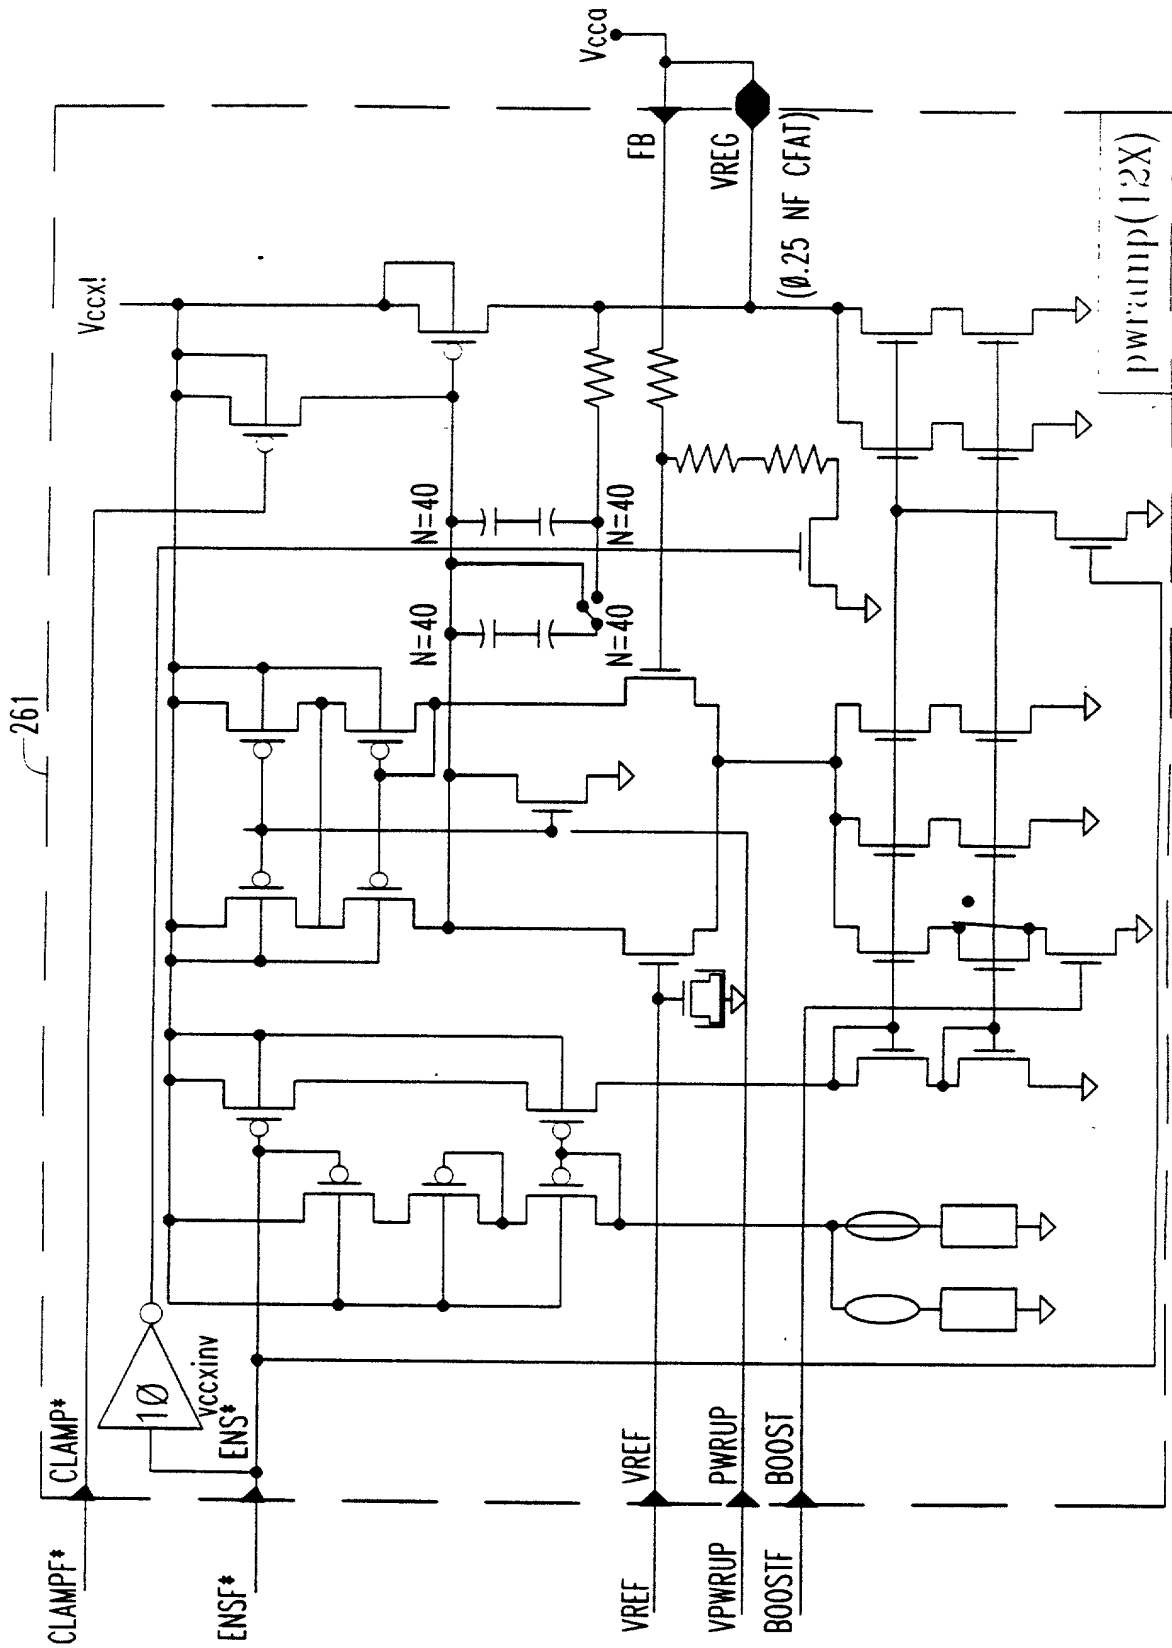 261
CLAMPF*
CLAMP*
10
vccxinv
ENSF*
ENS*
Vccx!
N=40
N=40
N=40
N=40
Vcca
FB
VREG
(0.25 NF CFAT)
VREF
VREF
VPWRUP
PWRUP
BOOSTF
BOOST
pwramp(12X)